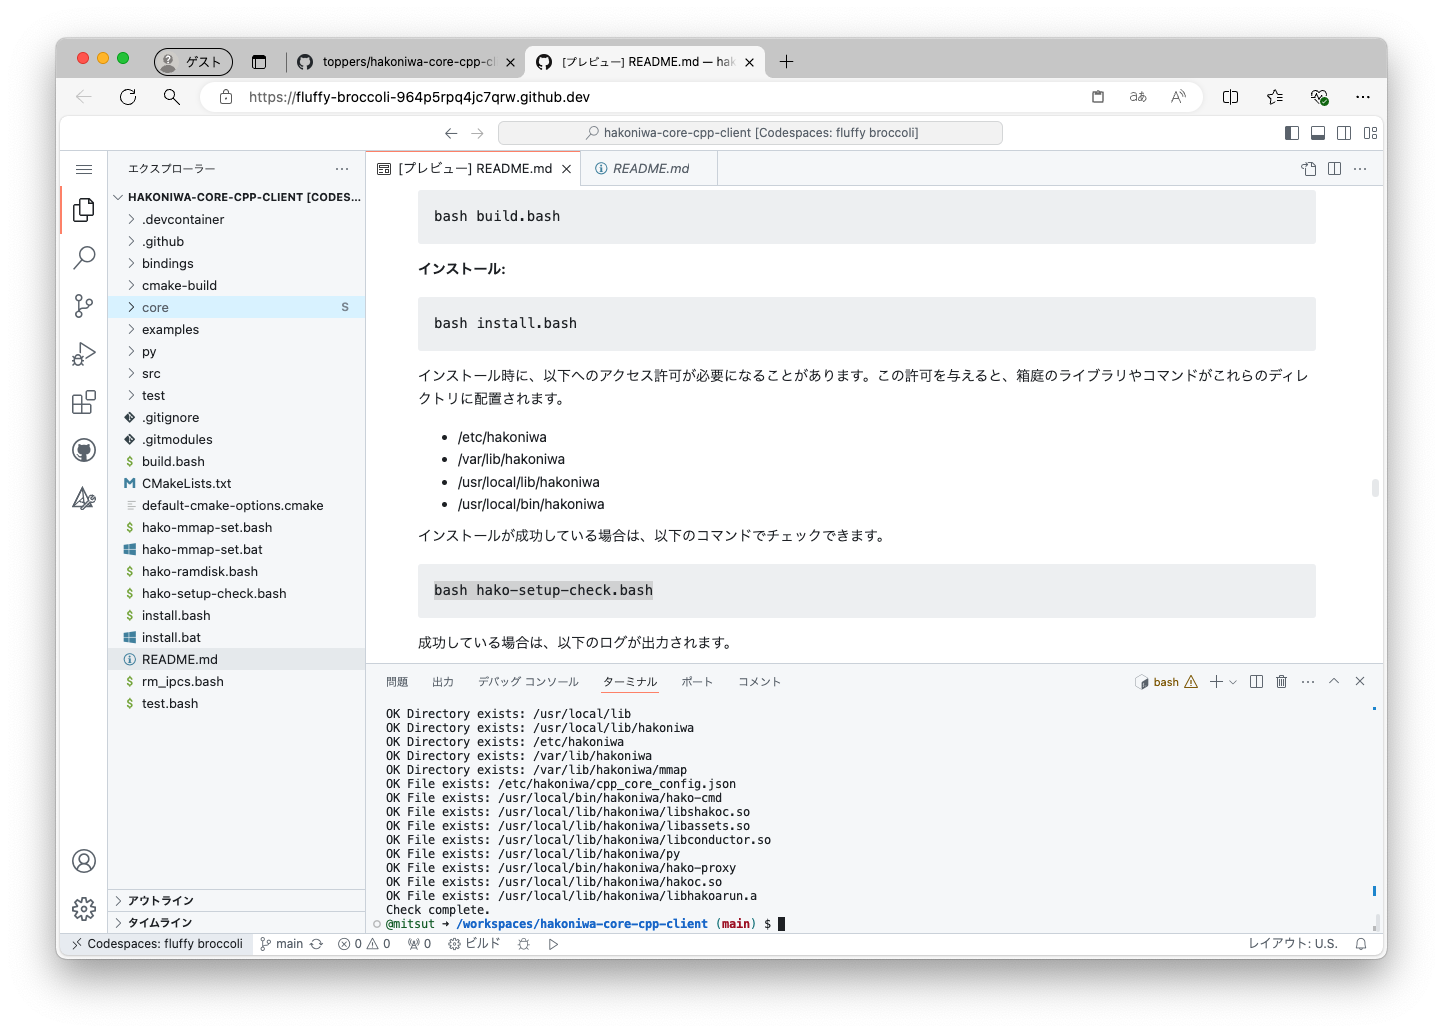 ゲスト
toppers/hakoniwa-core-cpp-cl
[プレビュー] README.md — hak
https://fluffy-broccoli-964p5rpq4jc7qrw.github.dev
hakoniwa-core-cpp-client [Codespaces: fluffy broccoli]
エクスプローラー
HAKONIWA-CORE-CPP-CLIENT [CODES...
.devcontainer
.github
bindings
cmake-build
core S
examples
py
src
test
.gitignore
.gitmodules
build.bash
CMakeLists.txt
default-cmake-options.cmake
hako-mmap-set.bash
hako-mmap-set.bat
hako-ramdisk.bash
hako-setup-check.bash
install.bash
install.bat
README.md
rm_ipcs.bash
test.bash
アウトライン
タイムライン
[プレビュー] README.md
README.md
bash build.bash
インストール:
bash install.bash
インストール時に、以下へのアクセス許可が必要になることがあります。この許可を与えると、箱庭のライブラリやコマンドがこれらのディレ
クトリに配置されます。
• /etc/hakoniwa
• /var/lib/hakoniwa
• /usr/local/lib/hakoniwa
• /usr/local/bin/hakoniwa
インストールが成功している場合は、以下のコマンドでチェックできます。
bash hako-setup-check.bash
成功している場合は、以下のログが出力されます。
問題 出力 デバッグ コンソール ターミナル ポート コメント
bash
OK Directory exists: /usr/local/lib
OK Directory exists: /usr/local/lib/hakoniwa
OK Directory exists: /etc/hakoniwa
OK Directory exists: /var/lib/hakoniwa
OK Directory exists: /var/lib/hakoniwa/mmap
OK File exists: /etc/hakoniwa/cpp_core_config.json
OK File exists: /usr/local/bin/hakoniwa/hako-cmd
OK File exists: /usr/local/lib/hakoniwa/libshakoc.so
OK File exists: /usr/local/lib/hakoniwa/libassets.so
OK File exists: /usr/local/lib/hakoniwa/libconductor.so
OK File exists: /usr/local/lib/hakoniwa/py
OK File exists: /usr/local/bin/hakoniwa/hako-proxy
OK File exists: /usr/local/lib/hakoniwa/hakoc.so
OK File exists: /usr/local/lib/hakoniwa/libhakoarun.a
Check complete.
@mitsut ➜ /workspaces/hakoniwa-core-cpp-client (main) $
Codespaces: fluffy broccoli main 0 0 0 ビルド レイアウト: U.S.